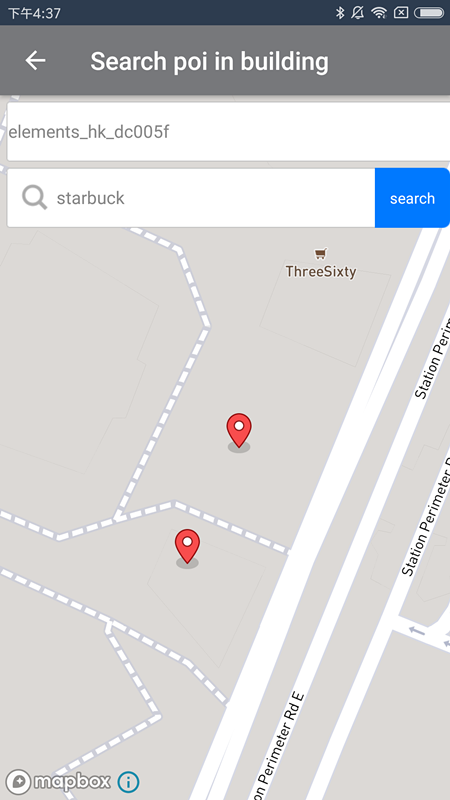 下午4:37
Search poi in building
elements_hk_dc005f
starbuck
search
ThreeSixty
Station Perim
Station Perimeter R
Station Perimeter Rd E
mapbox